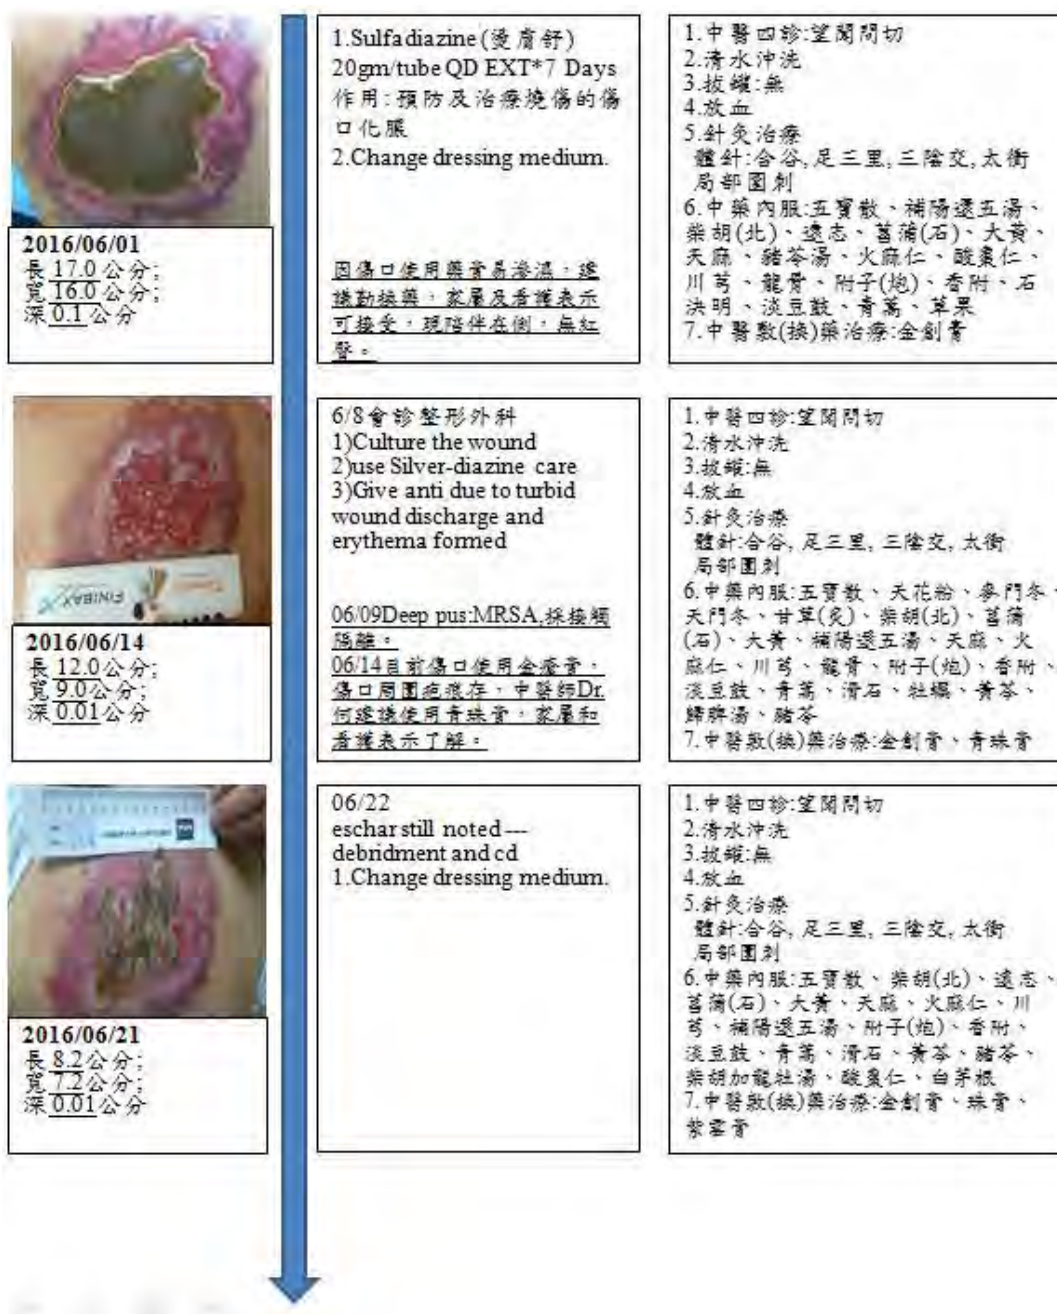 2016/06/01
長 17.0 公分;
寬 16.0 公分;
深 0.1 公分
1.Sulfadiazine (燙膚舒)
20gm/tube QD EXT*7 Days
作用:預防及治療燒傷的傷
口化膿
2.Change dressing medium.
因傷口使用藥膏易滲濕,建
議勤換藥,家屬及看護表示
可接受,現陪伴在側,無紅
腎。
1.中醫四診:望聞問切
2.清水沖洗
3.拔罐:無
4.放血
5.針灸治療
體針:合谷, 足三里, 三陰交, 太衝
局部圍刺
6.中藥內服:五寶散、補陽還五湯、
柴胡(北)、遠志、菖蒲(石)、大黃、
天麻、豬苓湯、火麻仁、酸棗仁、
川芎、龍骨、附子(炮)、香附、石
決明、淡豆豉、青蒿、草果
7.中醫敷(換)藥治療:金創膏
2016/06/14
長 12.0 公分;
寬 9.0 公分;
深 0.01 公分
FINIBAX
6/8會診整形外科
1)Culture the wound
2)use Silver-diazine care
3)Give anti due to turbid
wound discharge and
erythema formed
06/09Deep pus:MRSA,採接觸
隔離。
06/14目前傷口使用金瘡膏,
傷口周圍疤痕存,中醫師Dr.
何建議使用青珠膏,家屬和
看護表示了解。
1.中醫四診:望聞問切
2.清水沖洗
3.拔罐:無
4.放血
5.針灸治療
體針:合谷, 足三里, 三陰交, 太衝
局部圍刺
6.中藥內服:五寶散、天花粉、麥門冬、
天門冬、甘草(炙)、柴胡(北)、菖蒲
(石)、大黃、補陽還五湯、天麻、火
麻仁、川芎、龍骨、附子(炮)、香附、
淡豆豉、青蒿、滑石、牡蠣、黃芩、
歸脾湯、豬苓
7.中醫敷(換)藥治療:金創膏、青珠膏
2016/06/21
長 8.2公分;
寬 7.2公分;
深 0.01公分
06/22
eschar still noted ---
debridment and cd
1.Change dressing medium.
1.中醫四診:望聞問切
2.清水沖洗
3.拔罐:無
4.放血
5.針灸治療
體針:合谷, 足三里, 三陰交, 太衝
局部圍刺
6.中藥內服:五寶散、柴胡(北)、遠志、
菖蒲(石)、大黃、天麻、火麻仁、川
芎、補陽還五湯、附子(炮)、香附、
淡豆豉、青蒿、滑石、黃芩、豬苓、
柴胡加龍牡湯、酸棗仁、白茅根
7.中醫敷(換)藥治療:金創膏、珠膏、
紫雲膏